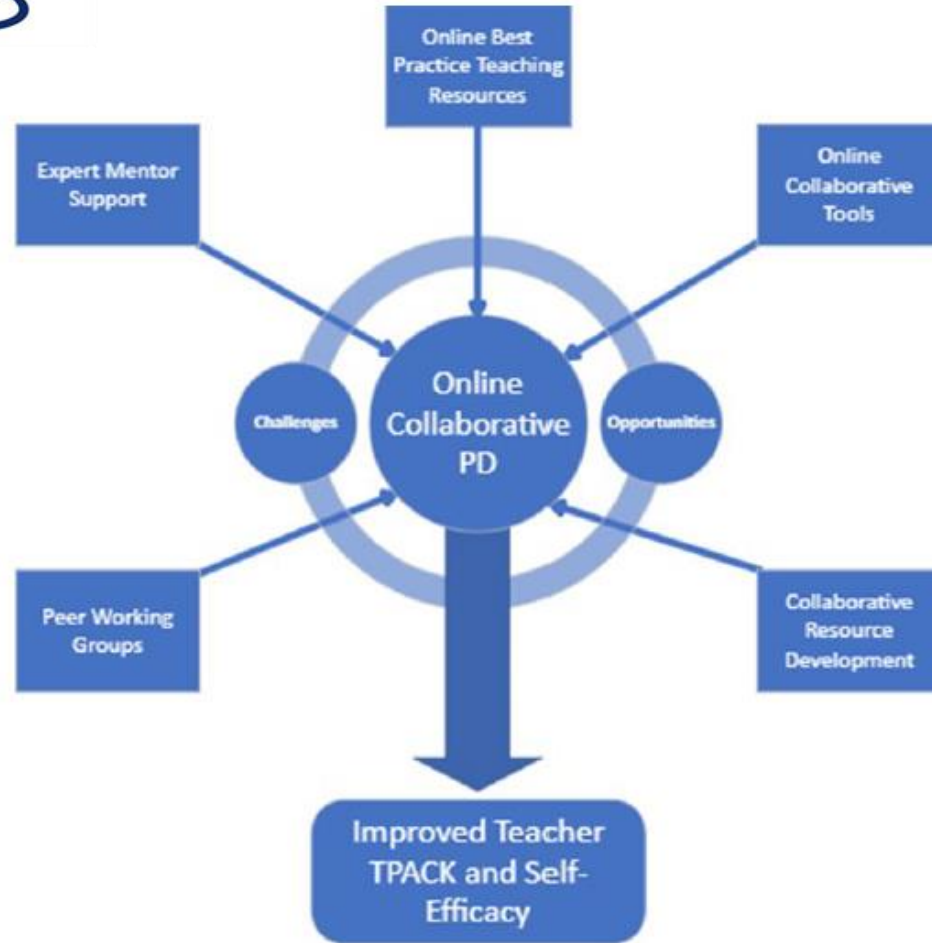 Online Best
Practice Teaching
Resources
Expert Mentor
Support
Online
Collaborative
Tools
Challenges
Online
Collaborative
PD
Opportunities
Peer Working
Groups
Collaborative
Resource
Development
Improved Teacher
TPACK and Self-
Efficacy